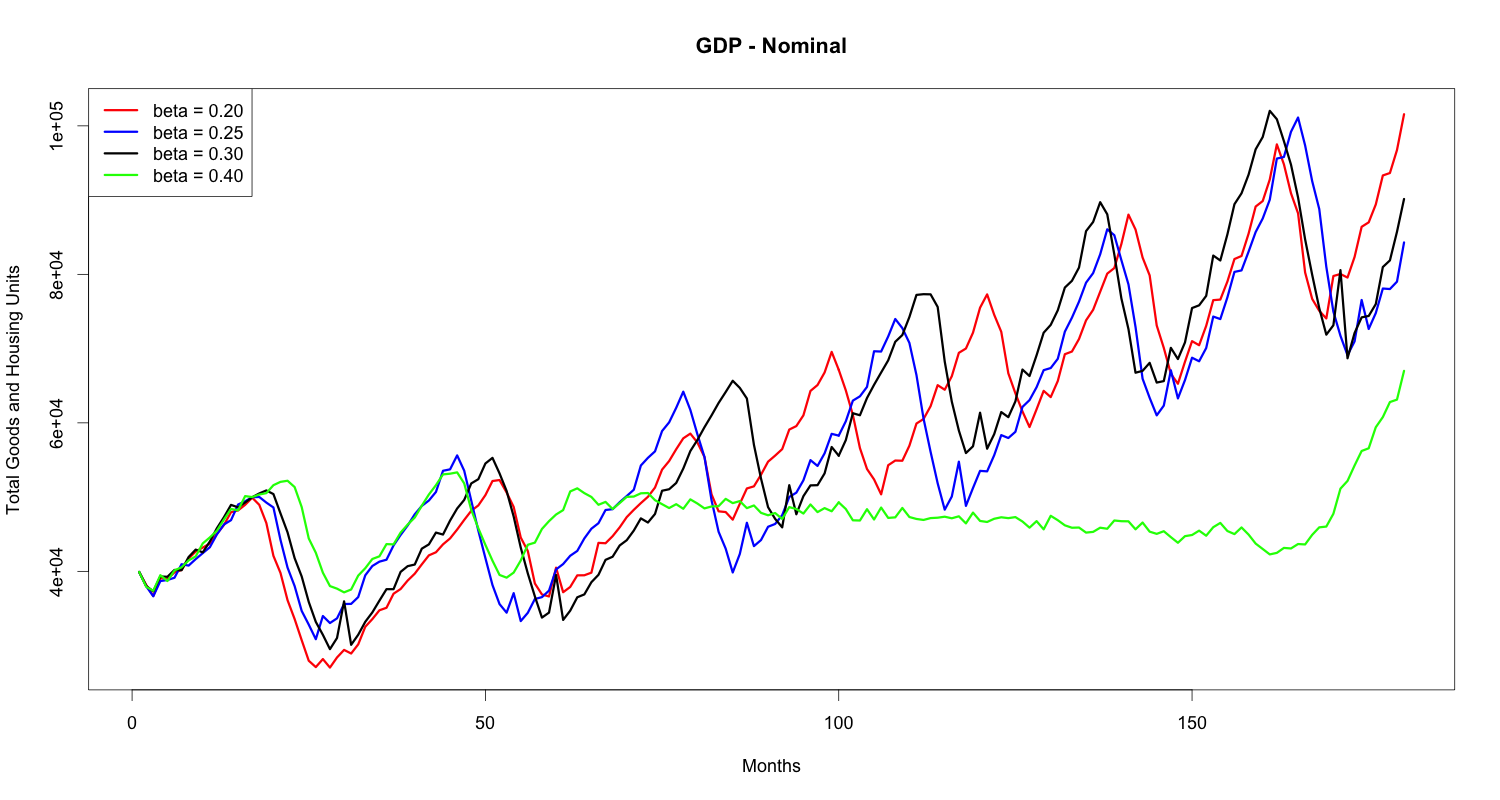 GDP - Nominal
beta = 0.20
beta = 0.25
beta = 0.30
beta = 0.40
Total Goods and Housing Units
1e+05
8e+04
6e+04
4e+04
0 50 100 150
Months